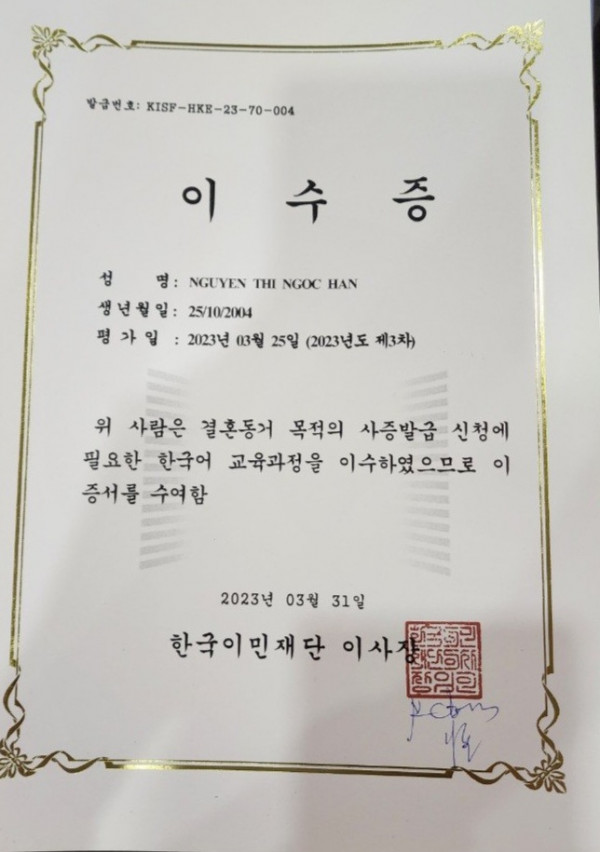 발급번호: KISF-HKE-23-70-004
이 수 증
성 명: NGUYEN THI NGOC HAN
생년월일: 25/10/2004
평가일 : 2023년 03월 25일 (2023년도 제3차)
위 사람은 결혼동거 목적의 사증발급 신청에
필요한 한국어 교육과정을 이수하였으므로 이
증서를 수여함
2023년 03월 31일
한국이민재단 이사장